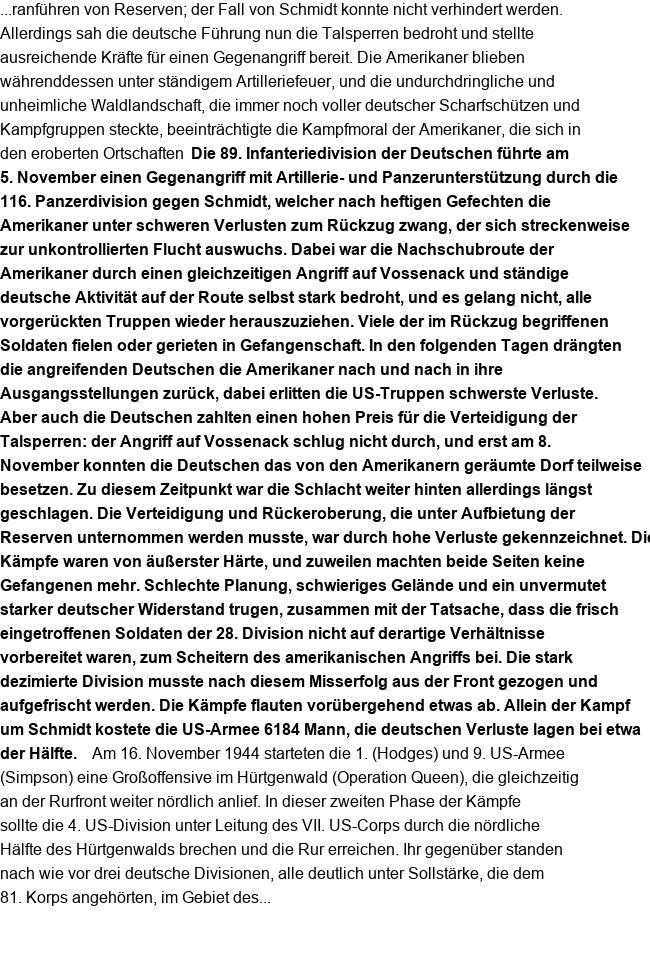 ...ranführen von Reserven; der Fall von Schmidt konnte nicht verhindert werden.
Allerdings sah die deutsche Führung nun die Talsperren bedroht und stellte
ausreichende Kräfte für einen Gegenangriff bereit. Die Amerikaner blieben
währenddessen unter ständigem Artilleriefeuer, und die undurchdringliche und
unheimliche Waldlandschaft, die immer noch voller deutscher Scharfschützen und
Kampfgruppen steckte, beeinträchtigte die Kampfmoral der Amerikaner, die sich in
den eroberten Ortschaften Die 89. Infanteriedivision der Deutschen führte am
5. November einen Gegenangriff mit Artillerie- und Panzerunterstützung durch die
116. Panzerdivision gegen Schmidt, welcher nach heftigen Gefechten die
Amerikaner unter schweren Verlusten zum Rückzug zwang, der sich streckenweise
zur unkontrollierten Flucht auswuchs. Dabei war die Nachschubroute der
Amerikaner durch einen gleichzeitigen Angriff auf Vossenack und ständige
deutsche Aktivität auf der Route selbst stark bedroht, und es gelang nicht, alle
vorgerückten Truppen wieder herauszuziehen. Viele der im Rückzug begriffenen
Soldaten fielen oder gerieten in Gefangenschaft. In den folgenden Tagen drängten
die angreifenden Deutschen die Amerikaner nach und nach in ihre
Ausgangsstellungen zurück, dabei erlitten die US-Truppen schwerste Verluste.
Aber auch die Deutschen zahlten einen hohen Preis für die Verteidigung der
Talsperren: der Angriff auf Vossenack schlug nicht durch, und erst am 8.
November konnten die Deutschen das von den Amerikanern geräumte Dorf teilweise
besetzen. Zu diesem Zeitpunkt war die Schlacht weiter hinten allerdings längst
geschlagen. Die Verteidigung und Rückeroberung, die unter Aufbietung der
Reserven unternommen werden musste, war durch hohe Verluste gekennzeichnet. Die
Kämpfe waren von äußerster Härte, und zuweilen machten beide Seiten keine
Gefangenen mehr. Schlechte Planung, schwieriges Gelände und ein unvermutet
starker deutscher Widerstand trugen, zusammen mit der Tatsache, dass die frisch
eingetroffenen Soldaten der 28. Division nicht auf derartige Verhältnisse
vorbereitet waren, zum Scheitern des amerikanischen Angriffs bei. Die stark
dezimierte Division musste nach diesem Misserfolg aus der Front gezogen und
aufgefrischt werden. Die Kämpfe flauten vorübergehend etwas ab. Allein der Kampf
um Schmidt kostete die US-Armee 6184 Mann, die deutschen Verluste lagen bei etwa
der Hälfte. Am 16. November 1944 starteten die 1. (Hodges) und 9. US-Armee
(Simpson) eine Großoffensive im Hürtgenwald (Operation Queen), die gleichzeitig
an der Rurfront weiter nördlich anlief. In dieser zweiten Phase der Kämpfe
sollte die 4. US-Division unter Leitung des VII. US-Corps durch die nördliche
Hälfte des Hürtgenwalds brechen und die Rur erreichen. Ihr gegenüber standen
nach wie vor drei deutsche Divisionen, alle deutlich unter Sollstärke, die dem
81. Korps angehörten, im Gebiet des...